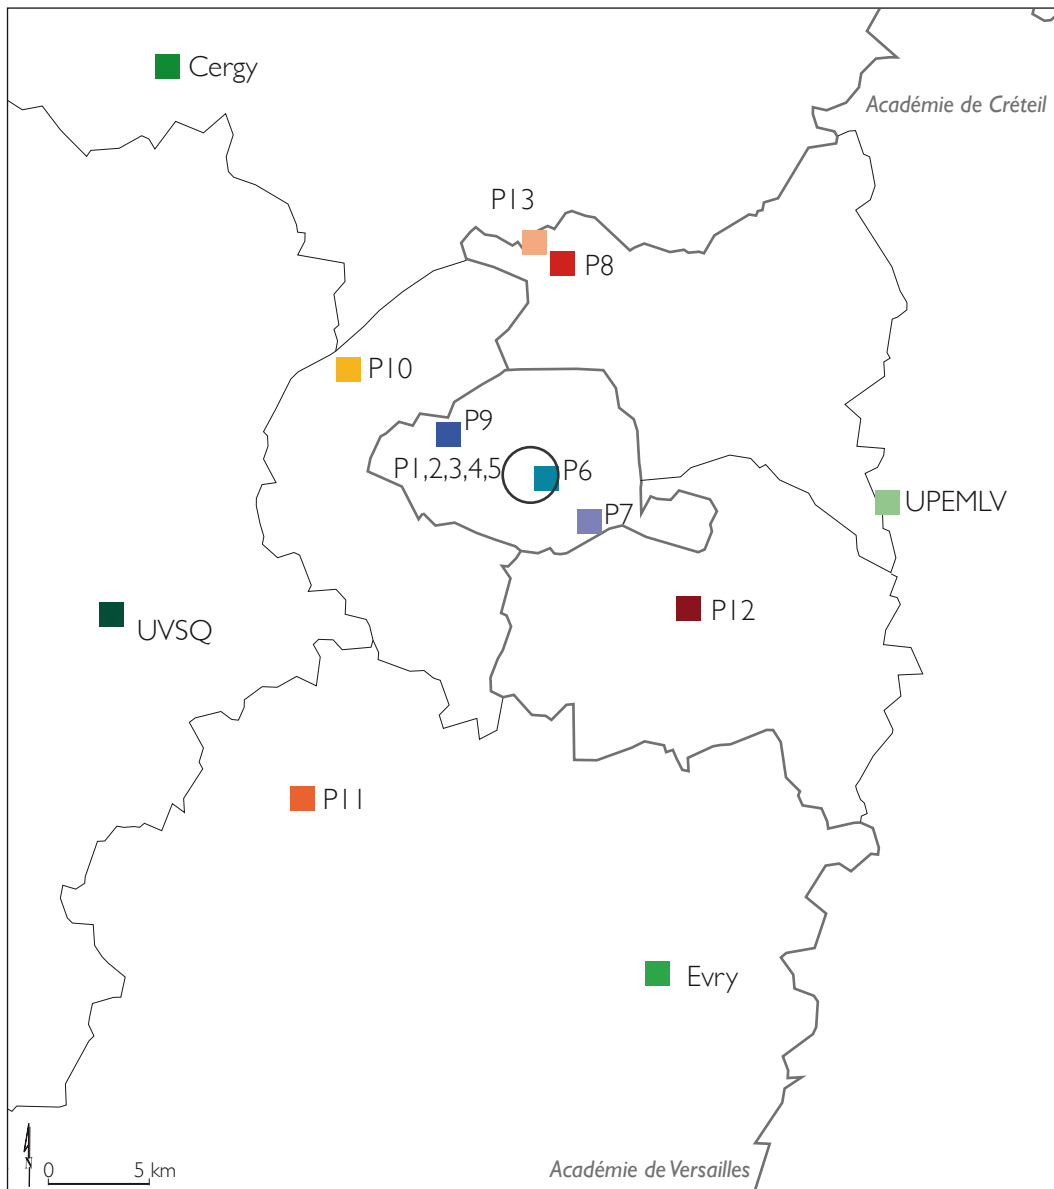 Cergy
Académie de Créteil
P13
P8
P10
P9
P1,2,3,4,5
P6
UPEMLV
P7
P12
UVSQ
P11
Evry
N
0
5 km
Académie de Versailles